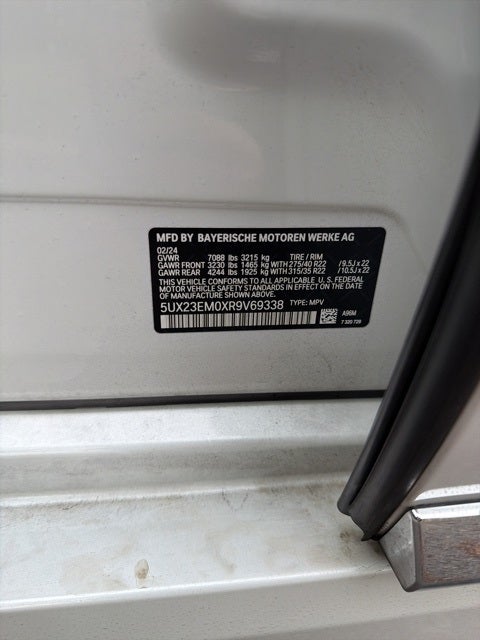 MFD BY BAYERISCHE MOTOREN WERKE AG
02/24
GVWR 7088 lbs 3215 kg TIRE / RIM
GAWR FRONT 3230 lbs 1465 kg WITH 275/40 R22 / 9.5J x 22
GAWR REAR 4244 lbs 1925 kg WITH 315/35 R22 / 10.5J x 22
THIS VEHICLE CONFORMS TO ALL APPLICABLE U. S. FEDERAL
MOTOR VEHICLE SAFETY STANDARDS IN EFFECT ON THE
DATE OF MANUFACTURE SHOWN ABOVE.
5UX23EM0XR9V69338 TYPE: MPV
A96M
7 320 726